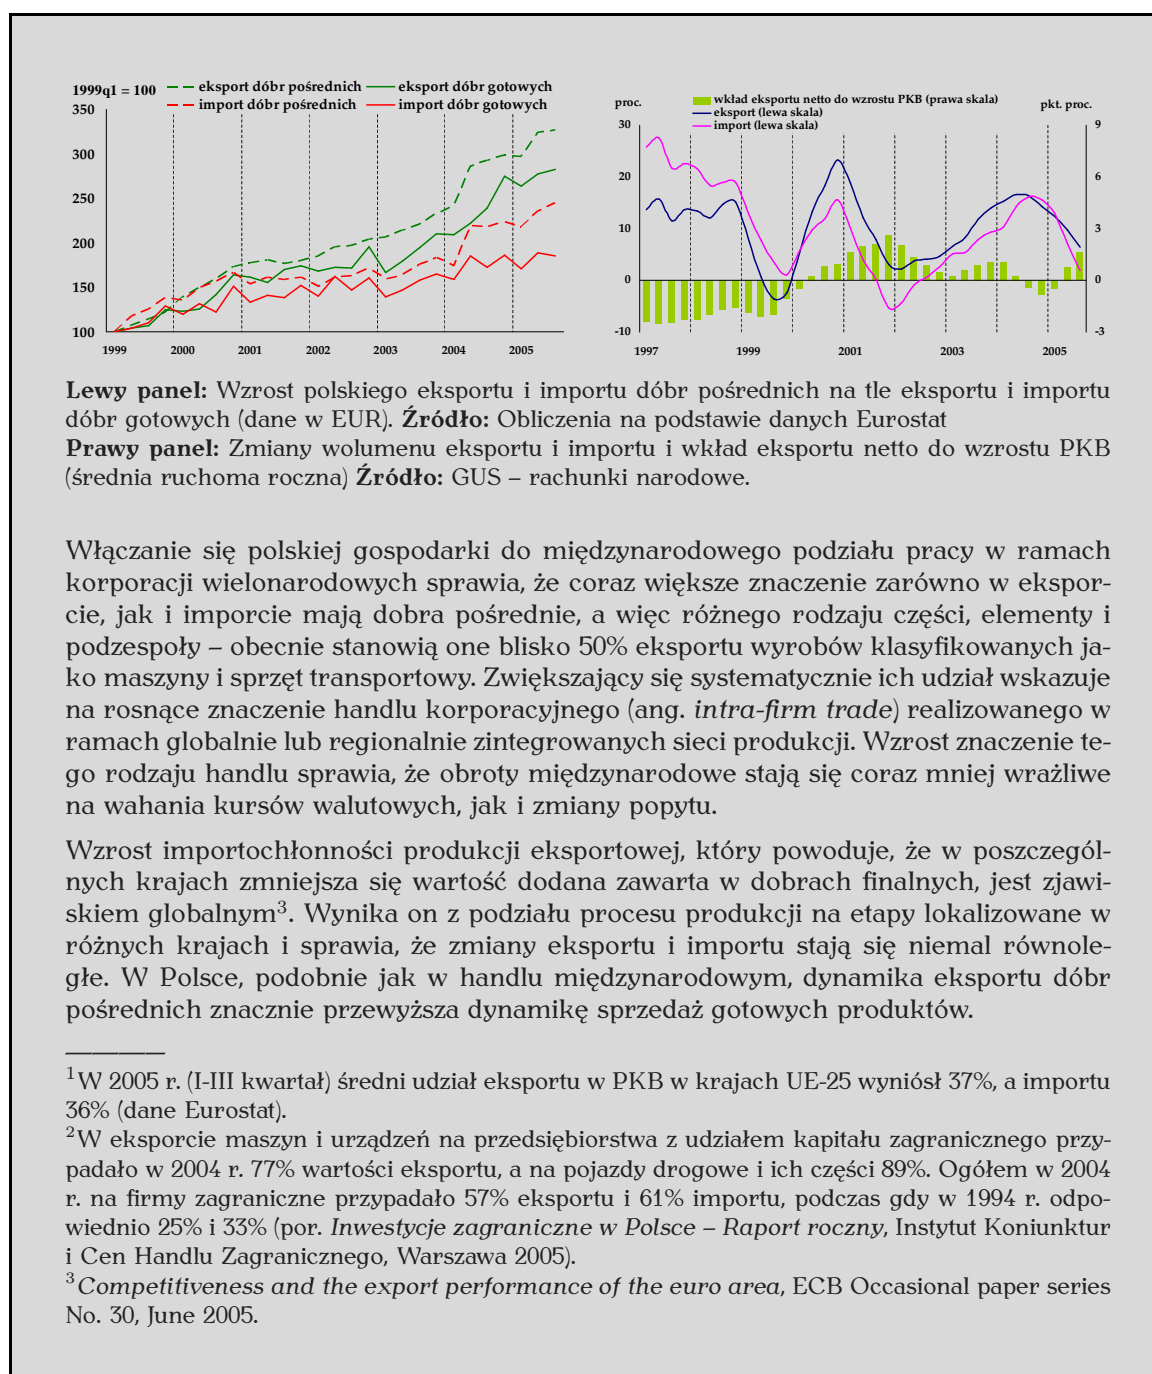 1999q1 = 100
eksport dóbr pośrednich eksport dóbr gotowych
import dóbr pośrednich import dóbr gotowych
350
300
250
200
150
100
1999 2000 2001 2002 2003 2004 2005
proc. pkt. proc.
wkład eksportu netto do wzrostu PKB (prawa skala)
eksport (lewa skala)
import (lewa skala)
30 9
20 6
10 3
0 0
-10 -3
1997 1999 2001 2003 2005
Lewy panel: Wzrost polskiego eksportu i importu dóbr pośrednich na tle eksportu i importu
dóbr gotowych (dane w EUR). Źródło: Obliczenia na podstawie danych Eurostat
Prawy panel: Zmiany wolumenu eksportu i importu i wkład eksportu netto do wzrostu PKB
(średnia ruchoma roczna) Źródło: GUS – rachunki narodowe.
Włączanie się polskiej gospodarki do międzynarodowego podziału pracy w ramach
korporacji wielonarodowych sprawia, że coraz większe znaczenie zarówno w ekspor-
cie, jak i imporcie mają dobra pośrednie, a więc różnego rodzaju części, elementy i
podzespoły – obecnie stanowią one blisko 50% eksportu wyrobów klasyfikowanych ja-
ko maszyny i sprzęt transportowy. Zwiększający się systematycznie ich udział wskazuje
na rosnące znaczenie handlu korporacyjnego (ang. intra-firm trade) realizowanego w
ramach globalnie lub regionalnie zintegrowanych sieci produkcji. Wzrost znaczenie te-
go rodzaju handlu sprawia, że obroty międzynarodowe stają się coraz mniej wrażliwe
na wahania kursów walutowych, jak i zmiany popytu.
Wzrost importochłonności produkcji eksportowej, który powoduje, że w poszczegól-
nych krajach zmniejsza się wartość dodana zawarta w dobrach finalnych, jest zjawi-
skiem globalnym3. Wynika on z podziału procesu produkcji na etapy lokalizowane w
różnych krajach i sprawia, że zmiany eksportu i importu stają się niemal równole-
głe. W Polsce, podobnie jak w handlu międzynarodowym, dynamika eksportu dóbr
pośrednich znacznie przewyższa dynamikę sprzedaż gotowych produktów.
1W 2005 r. (I-III kwartał) średni udział eksportu w PKB w krajach UE-25 wyniósł 37%, a importu
36% (dane Eurostat).
2W eksporcie maszyn i urządzeń na przedsiębiorstwa z udziałem kapitału zagranicznego przy-
padało w 2004 r. 77% wartości eksportu, a na pojazdy drogowe i ich części 89%. Ogółem w 2004
r. na firmy zagraniczne przypadało 57% eksportu i 61% importu, podczas gdy w 1994 r. odpo-
wiednio 25% i 33% (por. Inwestycje zagraniczne w Polsce – Raport roczny, Instytut Koniunktur
i Cen Handlu Zagranicznego, Warszawa 2005).
3Competitiveness and the export performance of the euro area, ECB Occasional paper series
No. 30, June 2005.